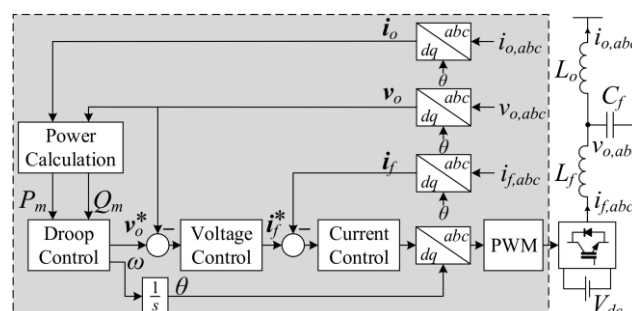 i_o
abc
dq
i_o,abc
L_o
θ
v_o
abc
dq
v_o,abc
C_f
θ
Power Calculation
i_f
abc
dq
i_f,abc
v_o,ab
L_f
θ
P_m
Q_m
i_f,abc
Droop Control
v_o*
−
Voltage Control
i_f*
−
Current Control
abc
dq
PWM
ω
1/s
θ
V_dc